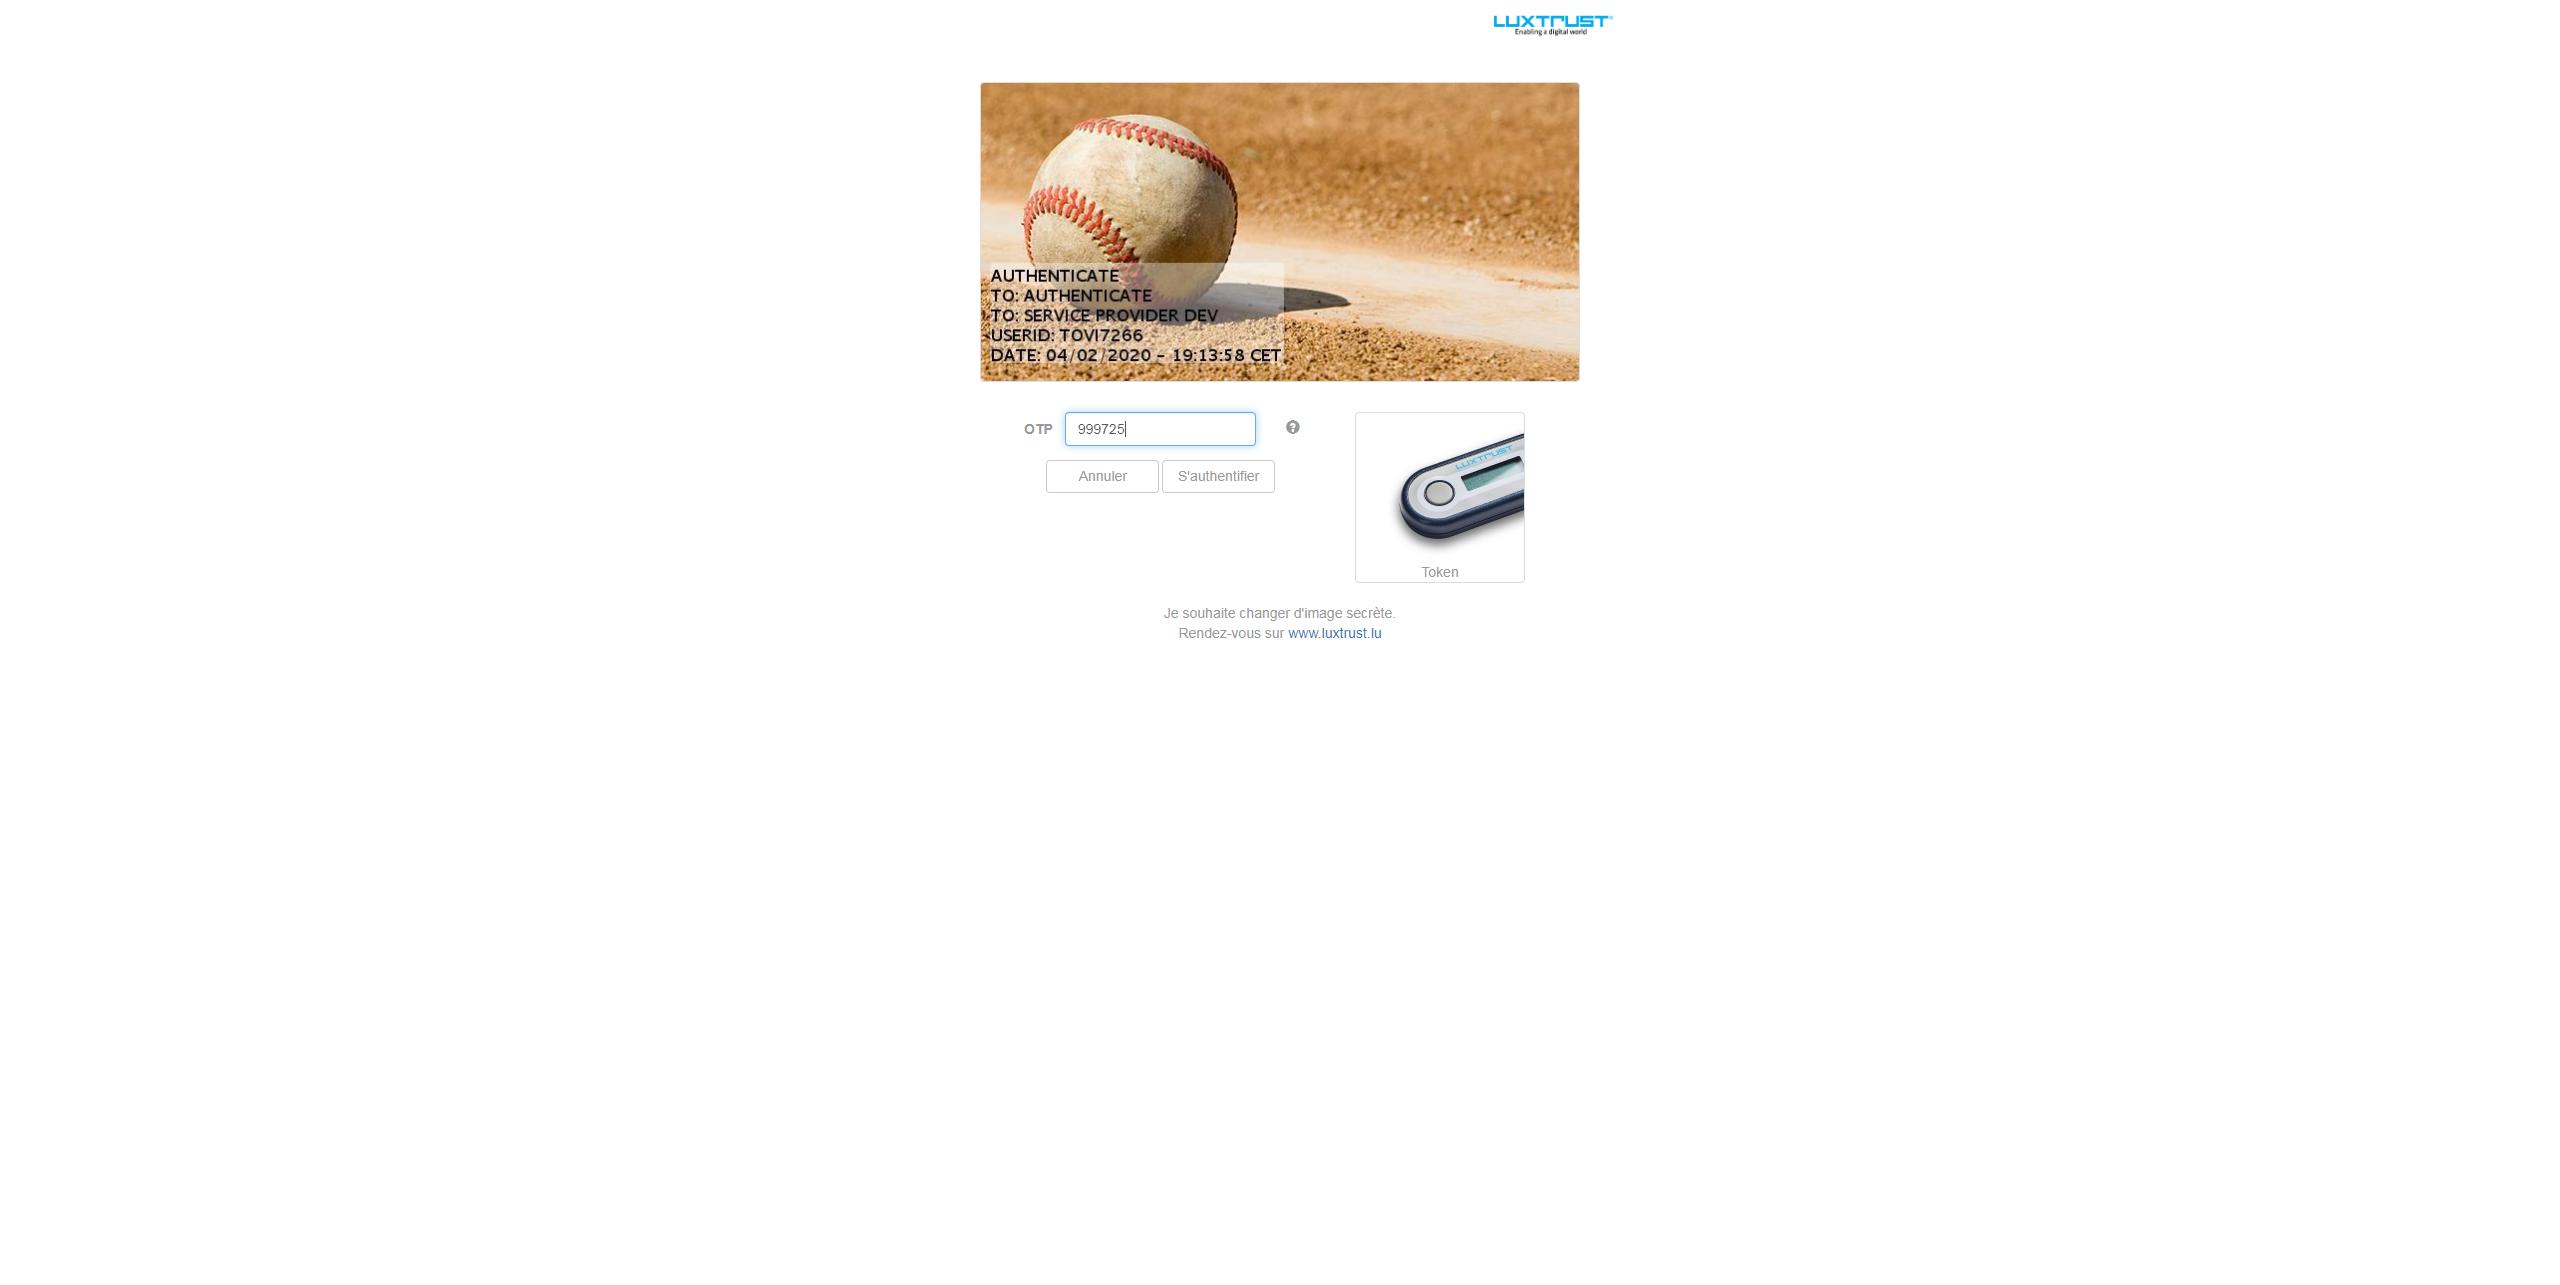 LUXTRUST
Enabling a digital world
AUTHENTICATE
TO: AUTHENTICATE
TO: SERVICE PROVIDER DEV
USERID: TOVI7266
DATE: 04/02/2020 - 19:13:58 CET
OTP 999725
Annuler S'authentifier
LUXTRUST
Token
Je souhaite changer d'image secrète.
Rendez-vous sur www.luxtrust.lu